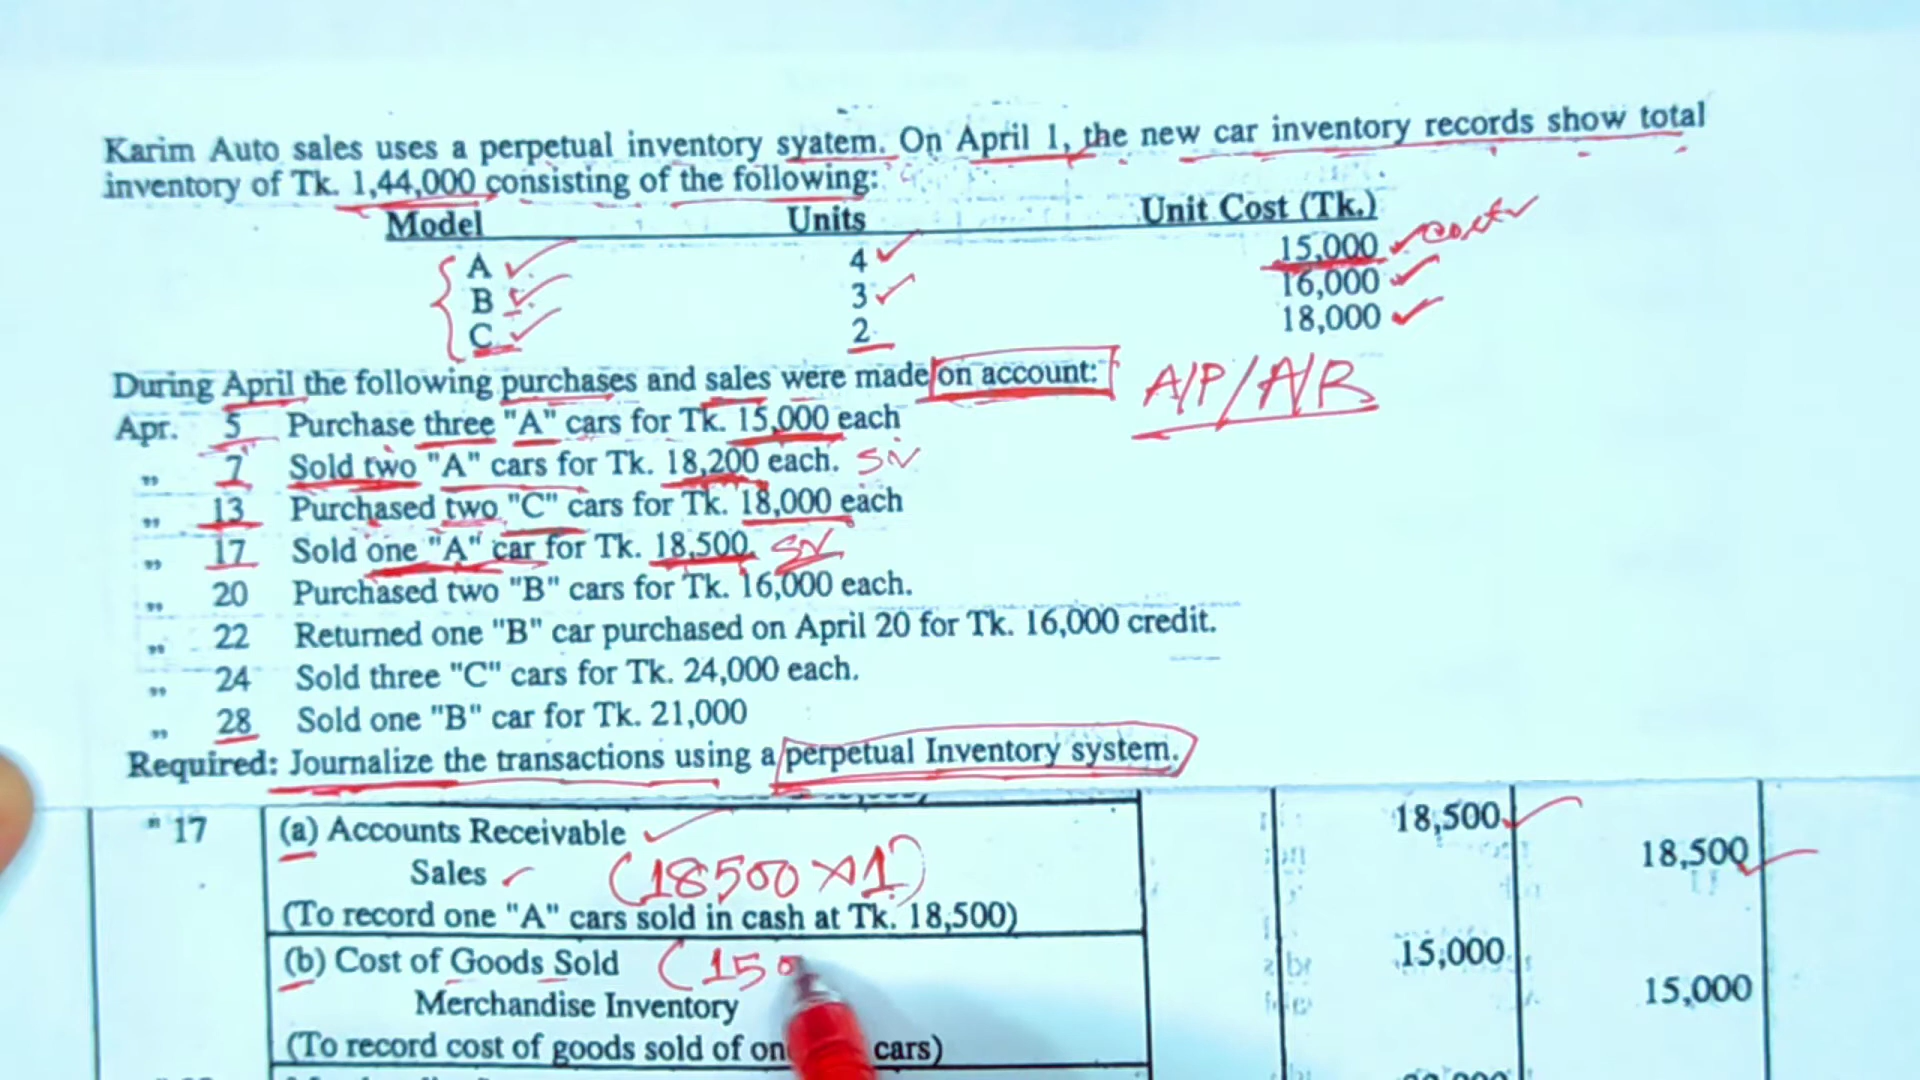 Karim Auto sales uses a perpetual inventory syatem. On April 1, the new car inventory records show total
inventory of Tk. 1,44,000 consisting of the following:
Model Units Unit Cost (Tk.)
A 4 15,000 cost
B 3 16,000
C 2 18,000
During April the following purchases and sales were made on account: A/P/A/R
Apr. 5 Purchase three "A" cars for Tk. 15,000 each
„ 7 Sold two "A" cars for Tk. 18,200 each. SV
„ 13 Purchased two "C" cars for Tk. 18,000 each
„ 17 Sold one "A" car for Tk. 18,500. SV
„ 20 Purchased two "B" cars for Tk. 16,000 each.
„ 22 Returned one "B" car purchased on April 20 for Tk. 16,000 credit.
„ 24 Sold three "C" cars for Tk. 24,000 each.
„ 28 Sold one "B" car for Tk. 21,000
Required: Journalize the transactions using a perpetual Inventory system.
" 17 (a) Accounts Receivable 18,500
Sales (18500×1) 18,500
(To record one "A" cars sold in cash at Tk. 18,500)
(b) Cost of Goods Sold (150 15,000
Merchandise Inventory 15,000
(To record cost of goods sold of cars)